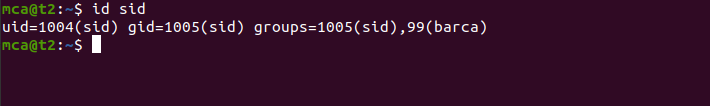 mca@t2:~$ id sid
uid=1004(sid) gid=1005(sid) groups=1005(sid),99(barca)
mca@t2:~$